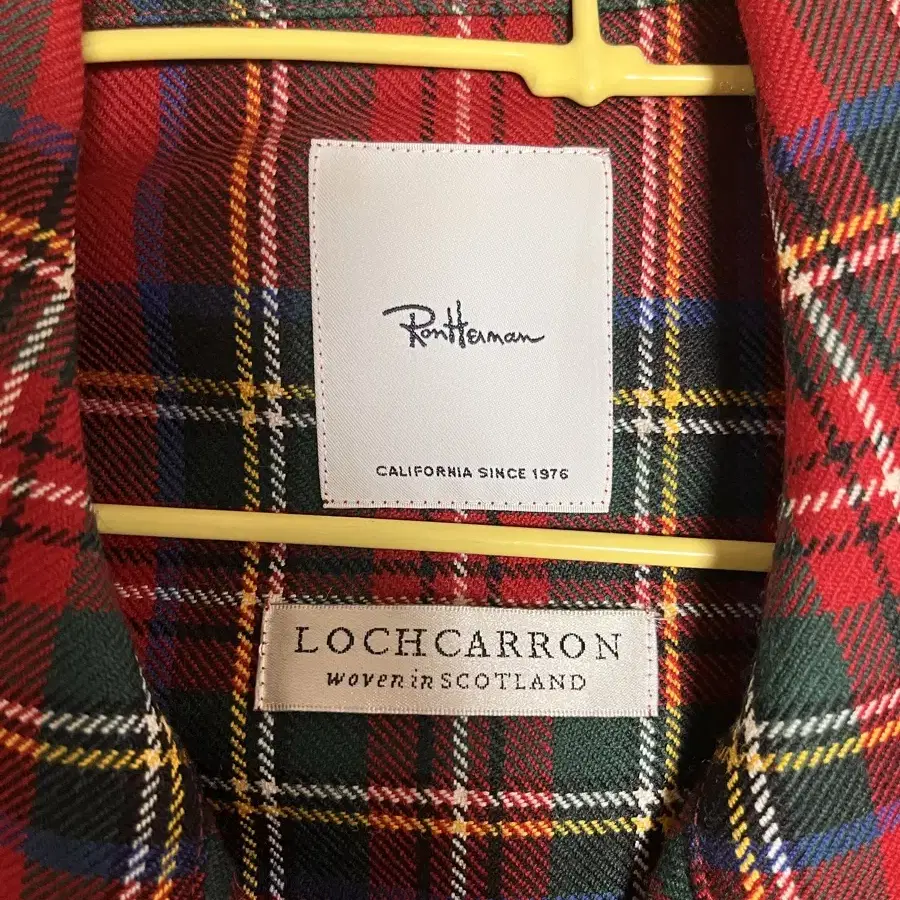 RonHerman
CALIFORNIA SINCE 1976
LOCHCARRON
woven in SCOTLAND